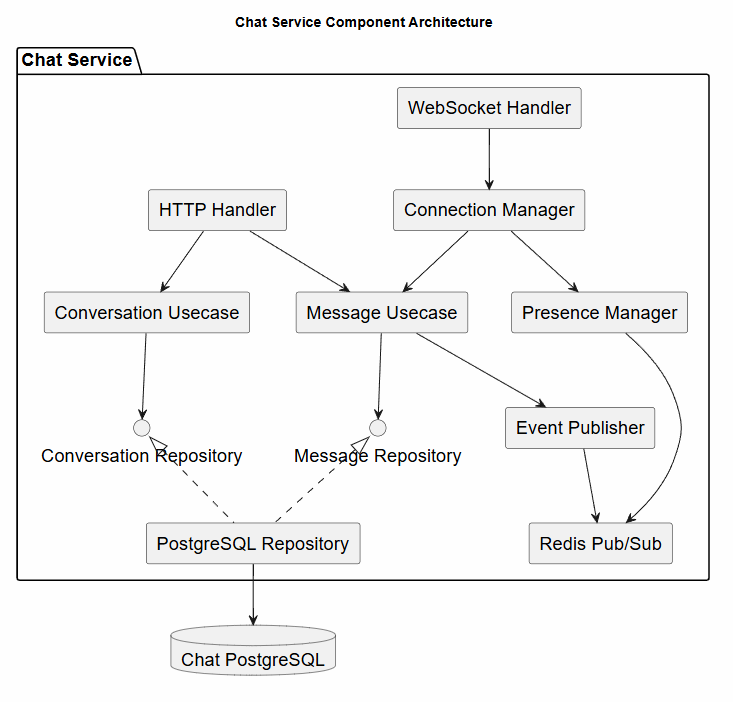 Chat Service Component Architecture
Chat Service
WebSocket Handler
HTTP Handler
Connection Manager
Conversation Usecase
Message Usecase
Presence Manager
Event Publisher
Conversation Repository
Message Repository
PostgreSQL Repository
Redis Pub/Sub
Chat PostgreSQL